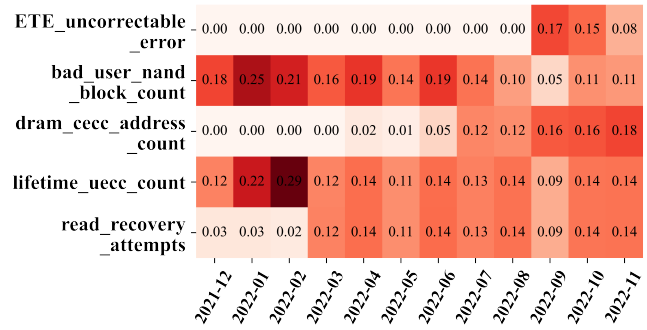 ETE_uncorrectable
_error
0.00 0.00 0.00 0.00 0.00 0.00 0.00 0.00 0.00 0.17 0.15 0.08
bad_user_nand
_block_count
0.18 0.25 0.21 0.16 0.19 0.14 0.19 0.14 0.10 0.05 0.11 0.11
dram_cecc_address
_count
0.00 0.00 0.00 0.00 0.02 0.01 0.05 0.12 0.12 0.16 0.16 0.18
lifetime_uecc_count
0.12 0.22 0.29 0.12 0.14 0.11 0.14 0.13 0.14 0.09 0.14 0.14
read_recovery
_attempts
0.03 0.03 0.02 0.12 0.14 0.11 0.14 0.13 0.14 0.09 0.14 0.14
2021-12 2022-01 2022-02 2022-03 2022-04 2022-05 2022-06 2022-07 2022-08 2022-09 2022-10 2022-11